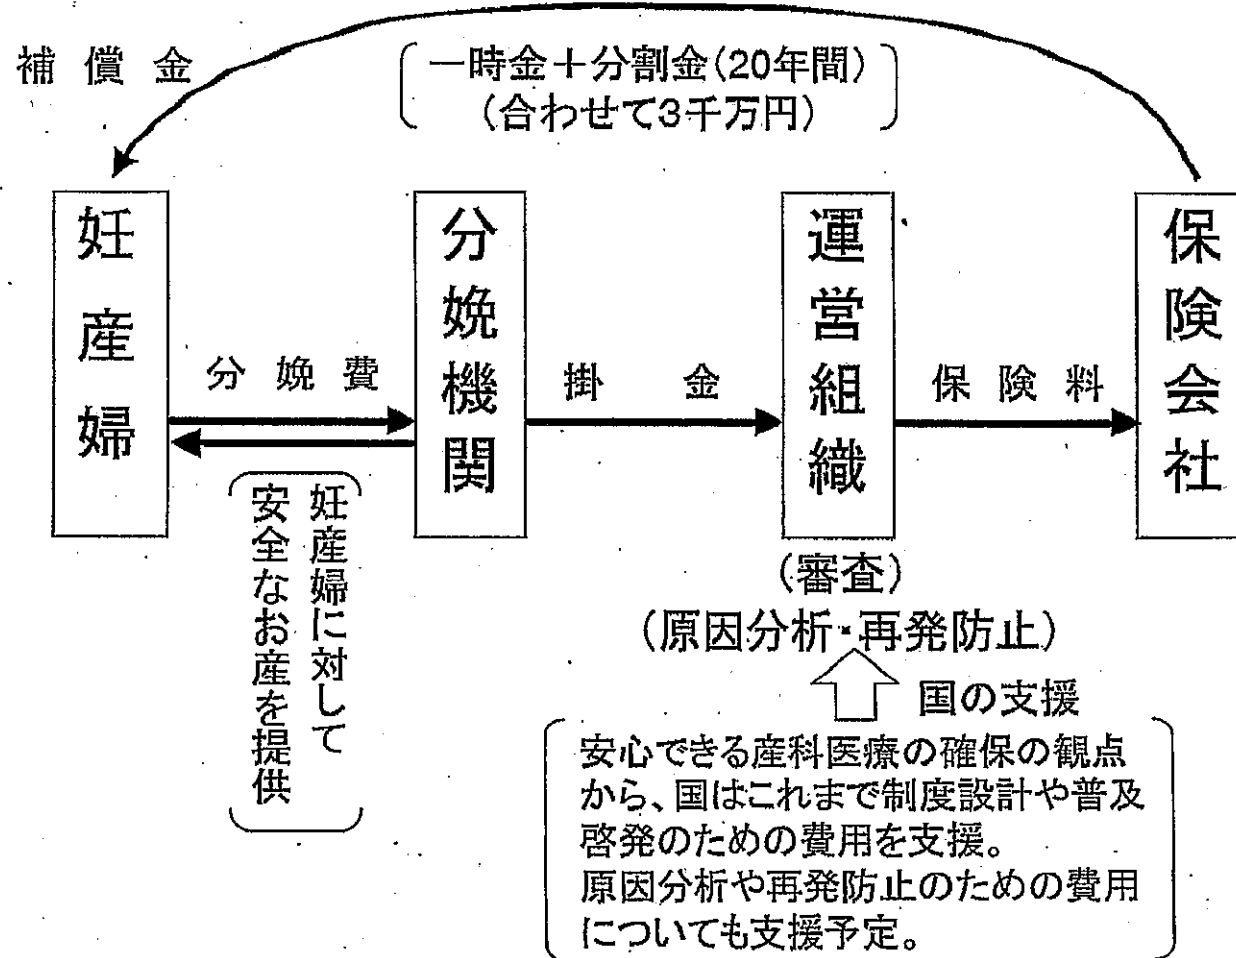 補償金
一時金＋分割金(20年間)
(合わせて3千万円)
妊産婦
分娩機関
運営組織
保険会社
分娩費
掛金
保険料
妊産婦に対して
安全なお産を提供
(審査)
(原因分析・再発防止)
国の支援
安心できる産科医療の確保の観点
から、国はこれまで制度設計や普及
啓発のための費用を支援。
原因分析や再発防止のための費用
についても支援予定。